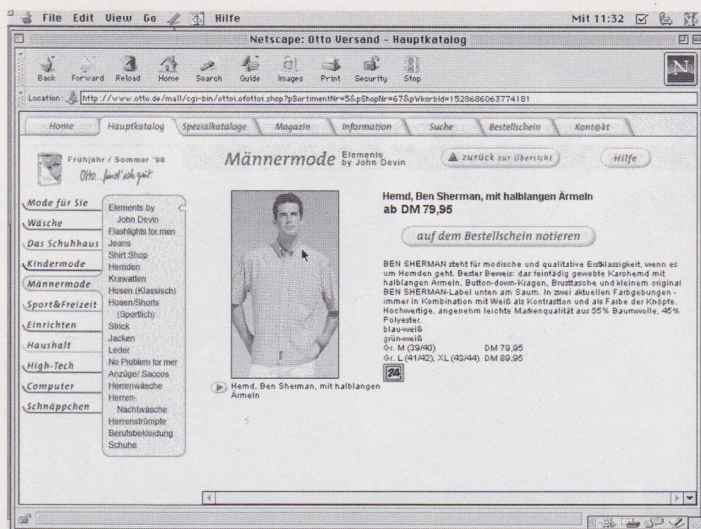 File Edit View Go Hilfe Mit 11:32
Netscape: Otto Versand - Hauptkatalog
Back Forward Reload Home Search Guide Images Print Security Stop
N
Location: http://www.otto.de/mall/cgi-bin/ottoi.ofottoi.shop?pSortimentNr=5&pShopNr=67&pVkorbId=1528686063774181
Home Hauptkatalog Spezialkataloge Magazin Information Suche Bestellschein Kont@kt
Frühjahr / Sommer '98
Otto... find' ich gut.
Männermode Elements by John Devin
zurück zur Übersicht
Hilfe
Mode für Sie
Wäsche
Das Schuhhaus
Kindermode
Männermode
Sport&Freizeit
Einrichten
Haushalt
High-Tech
Computer
Schnäppchen
Elements by
John Devin
Flashlights for men
Jeans
Shirt Shop
Hemden
Krawatten
Hosen (Klassisch)
Hosen/Shorts
(Sportlich)
Strick
Jacken
Leder
No Problem for mer
Anzüge/ Saccos
Herrenwäsche
Herren-
Nachtwäsche
Herrenstrümpfe
Berufsbekleidung
Schuhe
Hemd, Ben Sherman, mit halblangen
Ärmeln
Hemd, Ben Sherman, mit halblangen Ärmeln
ab DM 79,95
auf dem Bestellschein notieren
BEN SHERMAN steht für modische und qualitative Erstklassigkeit, wenn es
um Hemden geht. Bester Beweis: das feinfädig gewebte Karohemd mit
halblangen Ärmeln, Button-down-Kragen, Brusttasche und kleinem original
BEN SHERMAN-Label unten am Saum. In zwei aktuellen Farbgebungen -
immer in Kombination mit Weiß als Kontrastton und als Farbe der Knöpfe.
Hochwertige, angenehm leichte Markenqualität aus 55% Baumwolle, 45%
Polyester.
blau-weiß
grün-weiß
Gr. M (39/40) DM 79,95
Gr. L (41/42), XL (43/44) DM 89,95
24